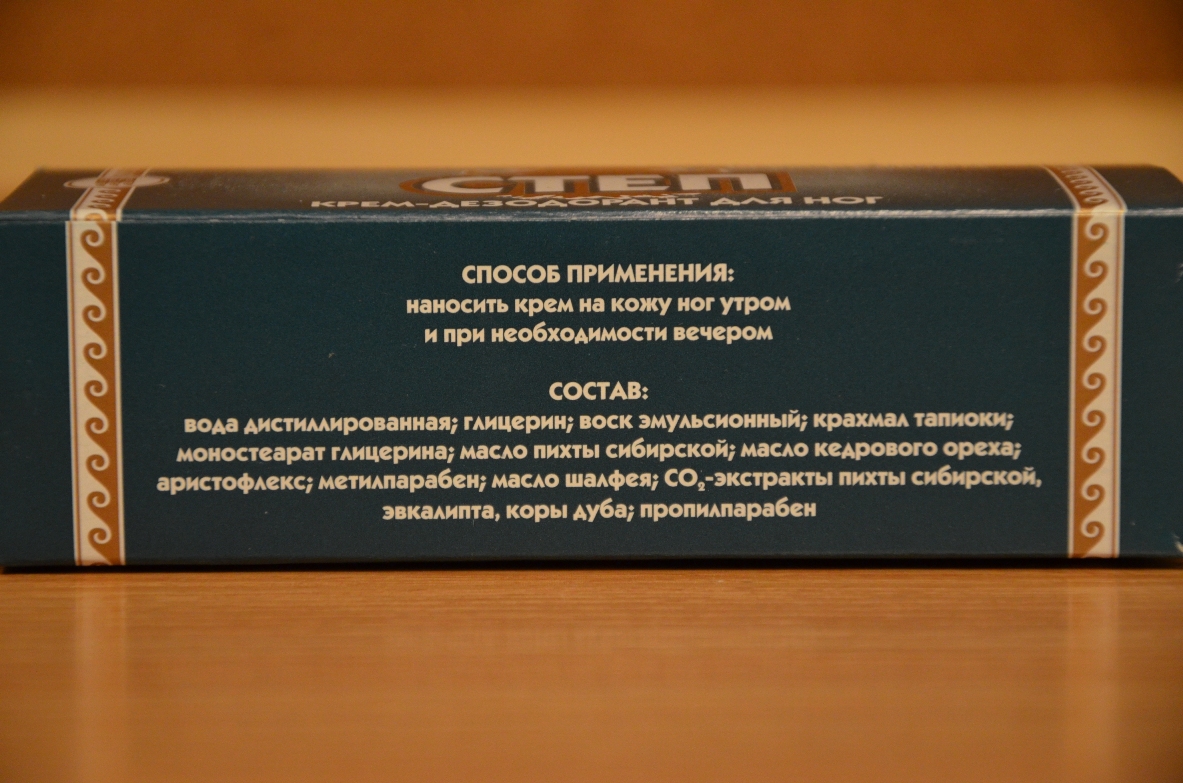 СТЕП
КРЕМ-ДЕЗОДОРАНТ ДЛЯ НОГ
СПОСОБ ПРИМЕНЕНИЯ:
наносить крем на кожу ног утром
и при необходимости вечером
СОСТАВ:
вода дистиллированная; глицерин; воск эмульсионный; крахмал тапиоки;
моностеарат глицерина; масло пихты сибирской; масло кедрового ореха;
аристофлекс; метилпарабен; масло шалфея; CO₂-экстракты пихты сибирской,
эвкалипта, коры дуба; пропилпарабен